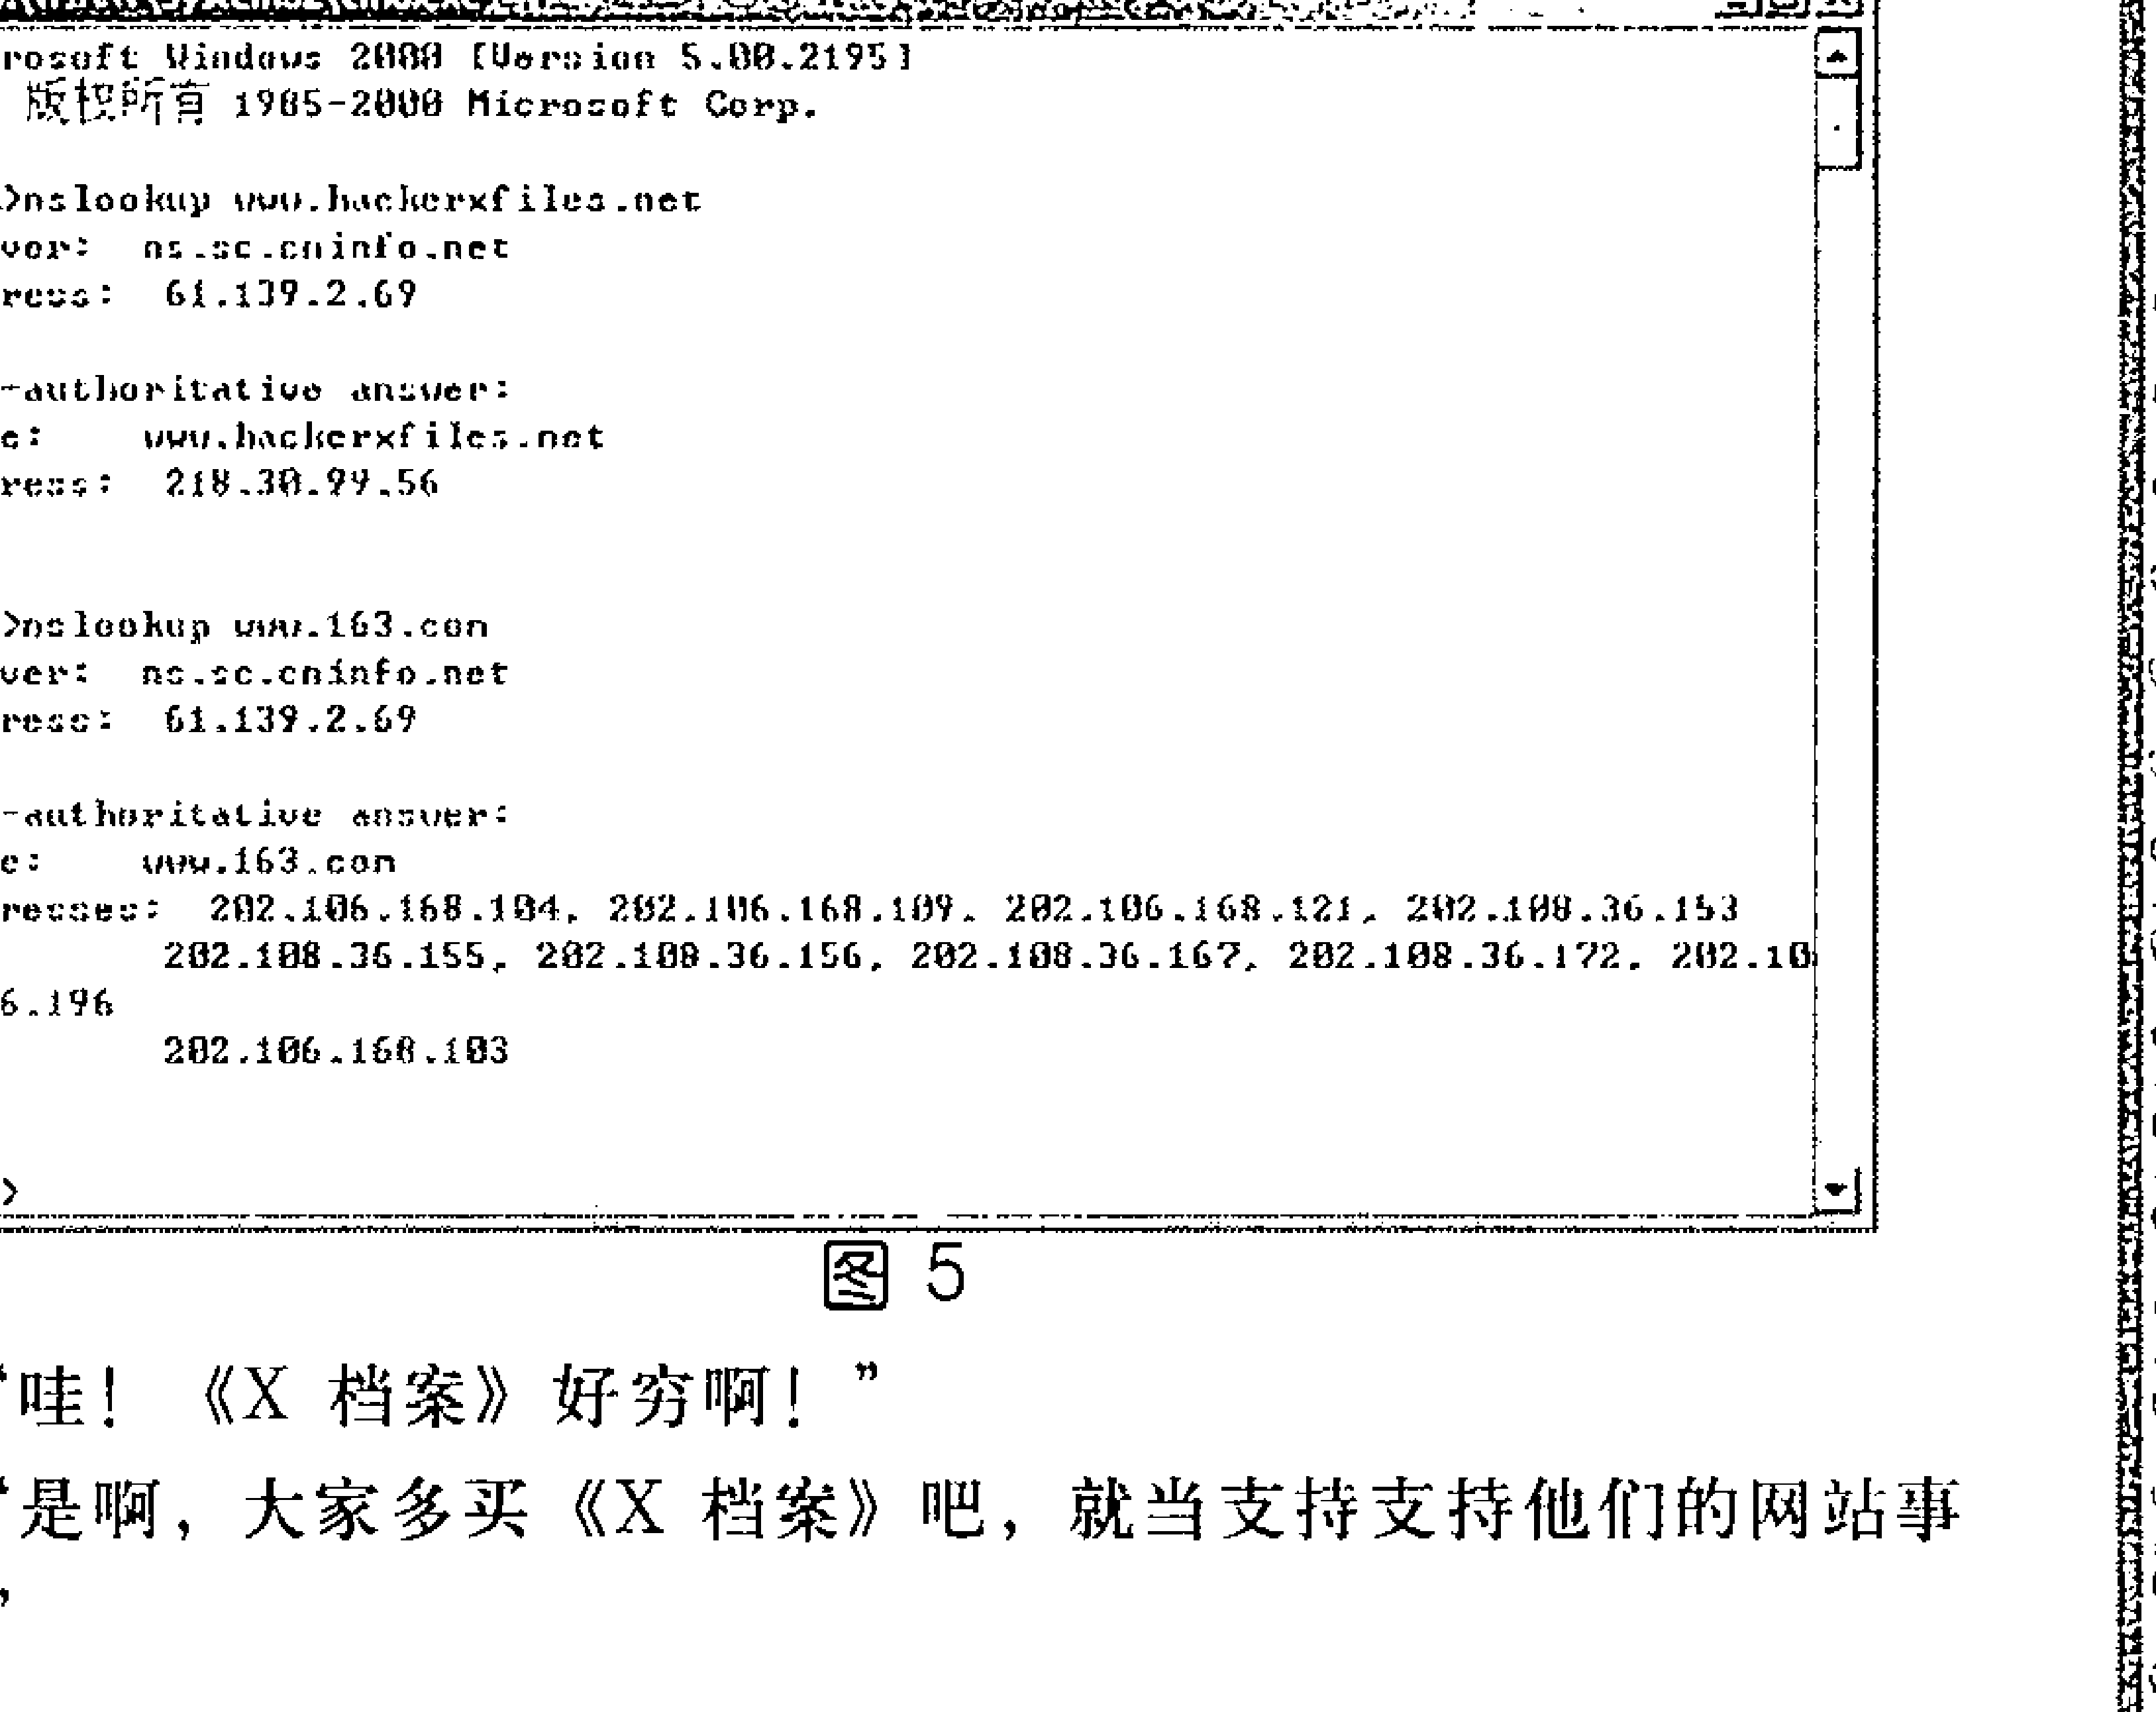 rosoft Windows 2000 [Version 5.00.2195]
版权所有 1985-2000 Microsoft Corp.
>nslookup www.hackerxfiles.net
ver: ns.sc.cninfo.net
ress: 61.139.2.69
-authoritative answer:
e: www.hackerxfiles.net
ress: 218.30.99.56
>nslookup www.163.com
ver: ns.sc.cninfo.net
ress: 61.139.2.69
-authoritative answer:
e: www.163.com
resses: 202.106.168.104, 202.106.168.109, 202.106.168.121, 202.108.36.153
202.108.36.155, 202.108.36.156, 202.108.36.167, 202.108.36.172, 202.10
6.196
202.106.168.103
>
图 5
“哇！《X 档案》好穷啊！”
“是啊，大家多买《X 档案》吧，就当支持支持他们的网站事